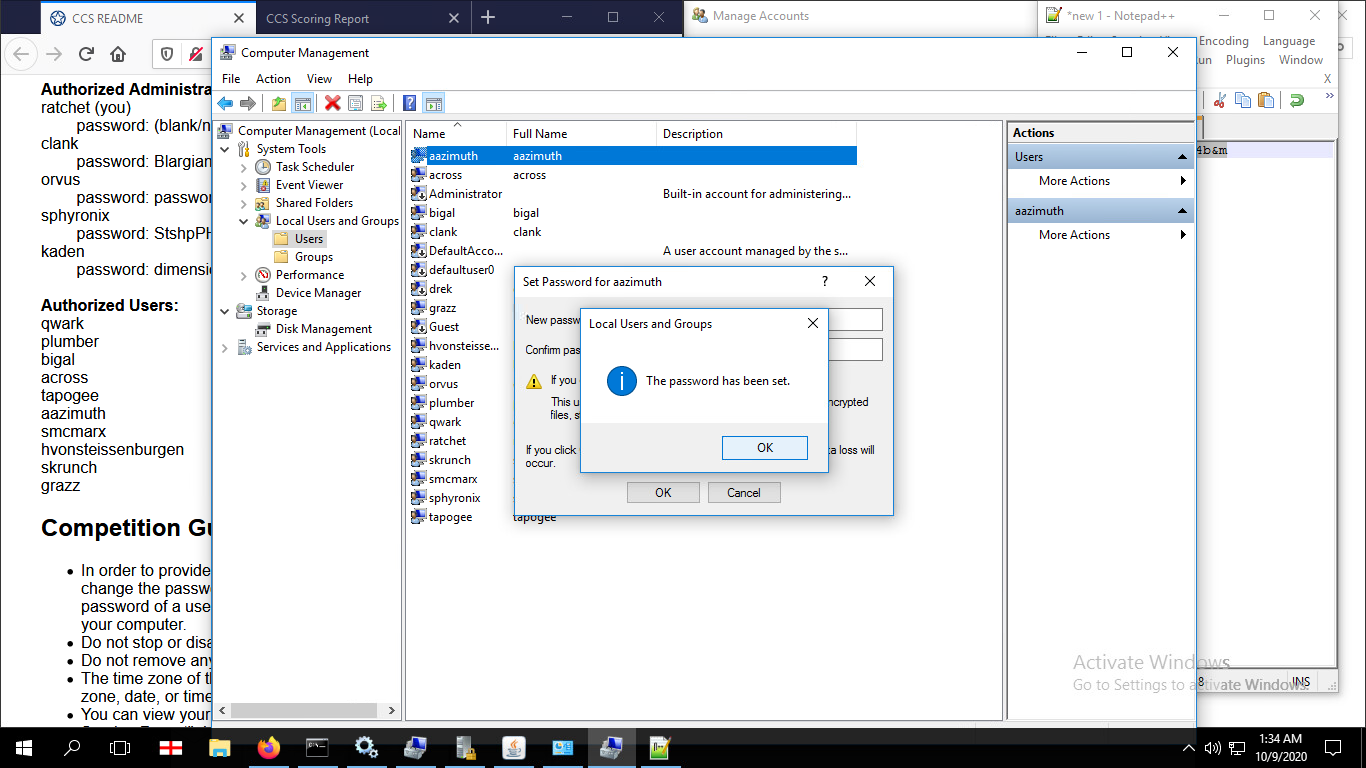 CCS README
CCS Scoring Report
Manage Accounts
*new 1 - Notepad++
Encoding Language
Plugins Window
X
4b&m
INS
Authorized Administra
ratchet (you)
password: (blank/n
clank
password: Blargian
orvus
password: passwo
sphyronix
password: StshpPH
kaden
password: dimensi
Authorized Users:
qwark
plumber
bigal
across
tapogee
aazimuth
smcmarx
hvonsteissenburgen
skrunch
grazz
Competition Gu
In order to provide
change the passw
password of a use
your computer.
Do not stop or disa
Do not remove any
The time zone of th
zone, date, or time
You can view your
Computer Management
File Action View Help
Computer Management (Local
System Tools
Task Scheduler
Event Viewer
Shared Folders
Local Users and Groups
Users
Groups
Performance
Device Manager
Storage
Disk Management
Services and Applications
Name Full Name Description
aazimuth aazimuth
across across
Administrator Built-in account for administering...
bigal bigal
clank clank
DefaultAcco... A user account managed by the s...
defaultuser0
drek
grazz
Guest
hvonsteisse...
kaden
orvus
plumber
qwark
ratchet
skrunch
smcmarx
sphyronix
tapogee tapogee
Actions
Users
More Actions
aazimuth
More Actions
Set Password for aazimuth
?
New passw
Confirm pas
If you
This u
ncrypted
files, s
If you click
ta loss will
occur.
OK Cancel
Local Users and Groups
The password has been set.
OK
Activate Windows
Go to Settings to activate Windows.
1:34 AM
10/9/2020